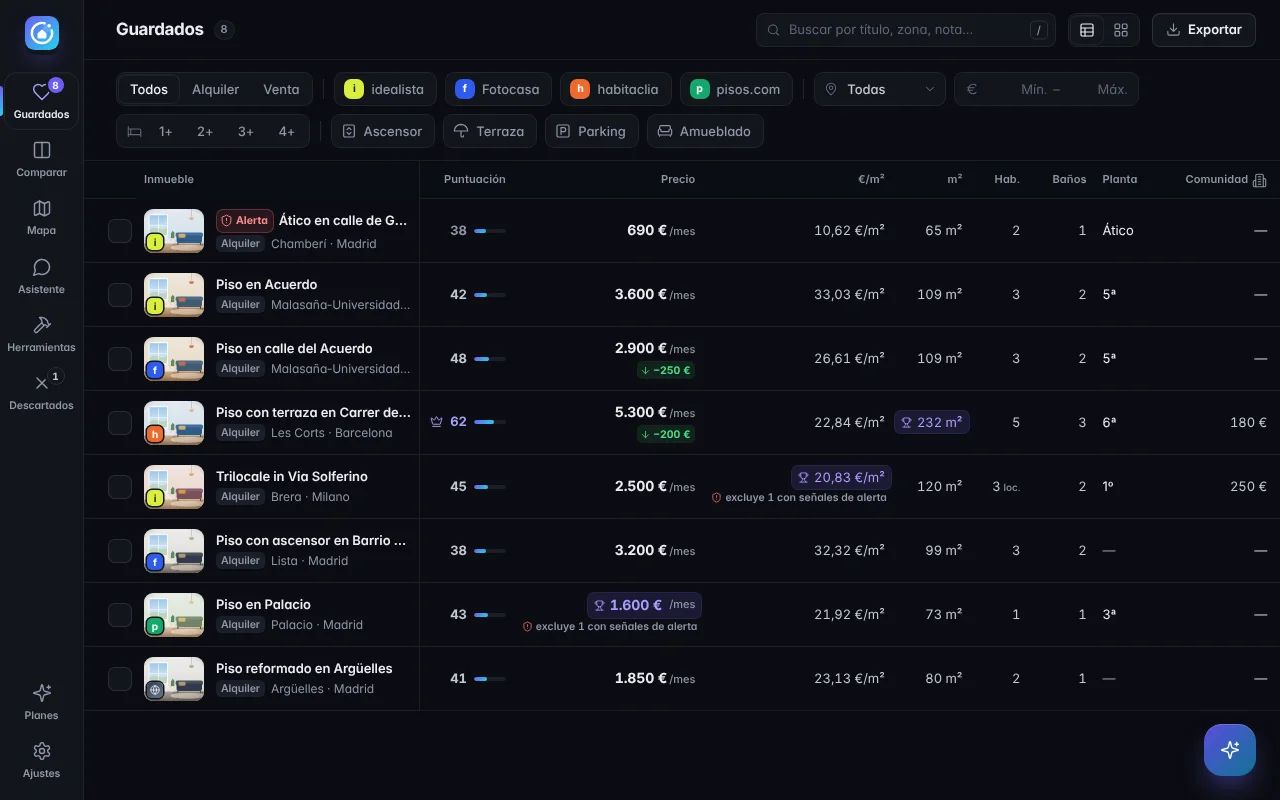 Guardados 8
Buscar por título, zona, nota... /
Exportar
8
Guardados
Comparar
Mapa
Asistente
Herramientas
1
Descartados
Planes
Ajustes
Todos Alquiler Venta i idealista f Fotocasa h habitaclia p pisos.com Todas € Mín. – Máx.
1+ 2+ 3+ 4+ Ascensor Terraza Parking Amueblado
Inmueble Puntuación Precio €/m² m² Hab. Baños Planta Comunidad
i Alerta Ático en calle de G... 38 690 € /mes 10,62 €/m² 65 m² 2 1 Ático —
Alquiler Chamberí · Madrid
i Piso en Acuerdo 42 3.600 € /mes 33,03 €/m² 109 m² 3 2 5ª —
Alquiler Malasaña-Universidad...
f Piso en calle del Acuerdo 48 2.900 € /mes 26,61 €/m² 109 m² 3 2 5ª —
Alquiler Malasaña-Universidad... ↓ −250 €
h Piso con terraza en Carrer de... 62 5.300 € /mes 22,84 €/m² 232 m² 5 3 6ª 180 €
Alquiler Les Corts · Barcelona ↓ −200 €
i Trilocale in Via Solferino 45 2.500 € /mes 20,83 €/m² 120 m² 3 loc. 2 1º 250 €
Alquiler Brera · Milano excluye 1 con señales de alerta
f Piso con ascensor en Barrio ... 38 3.200 € /mes 32,32 €/m² 99 m² 3 2 — —
Alquiler Lista · Madrid
p Piso en Palacio 43 1.600 € /mes 21,92 €/m² 73 m² 1 1 3ª —
Alquiler Palacio · Madrid excluye 1 con señales de alerta
Piso reformado en Argüelles 41 1.850 € /mes 23,13 €/m² 80 m² 2 1 — —
Alquiler Argüelles · Madrid